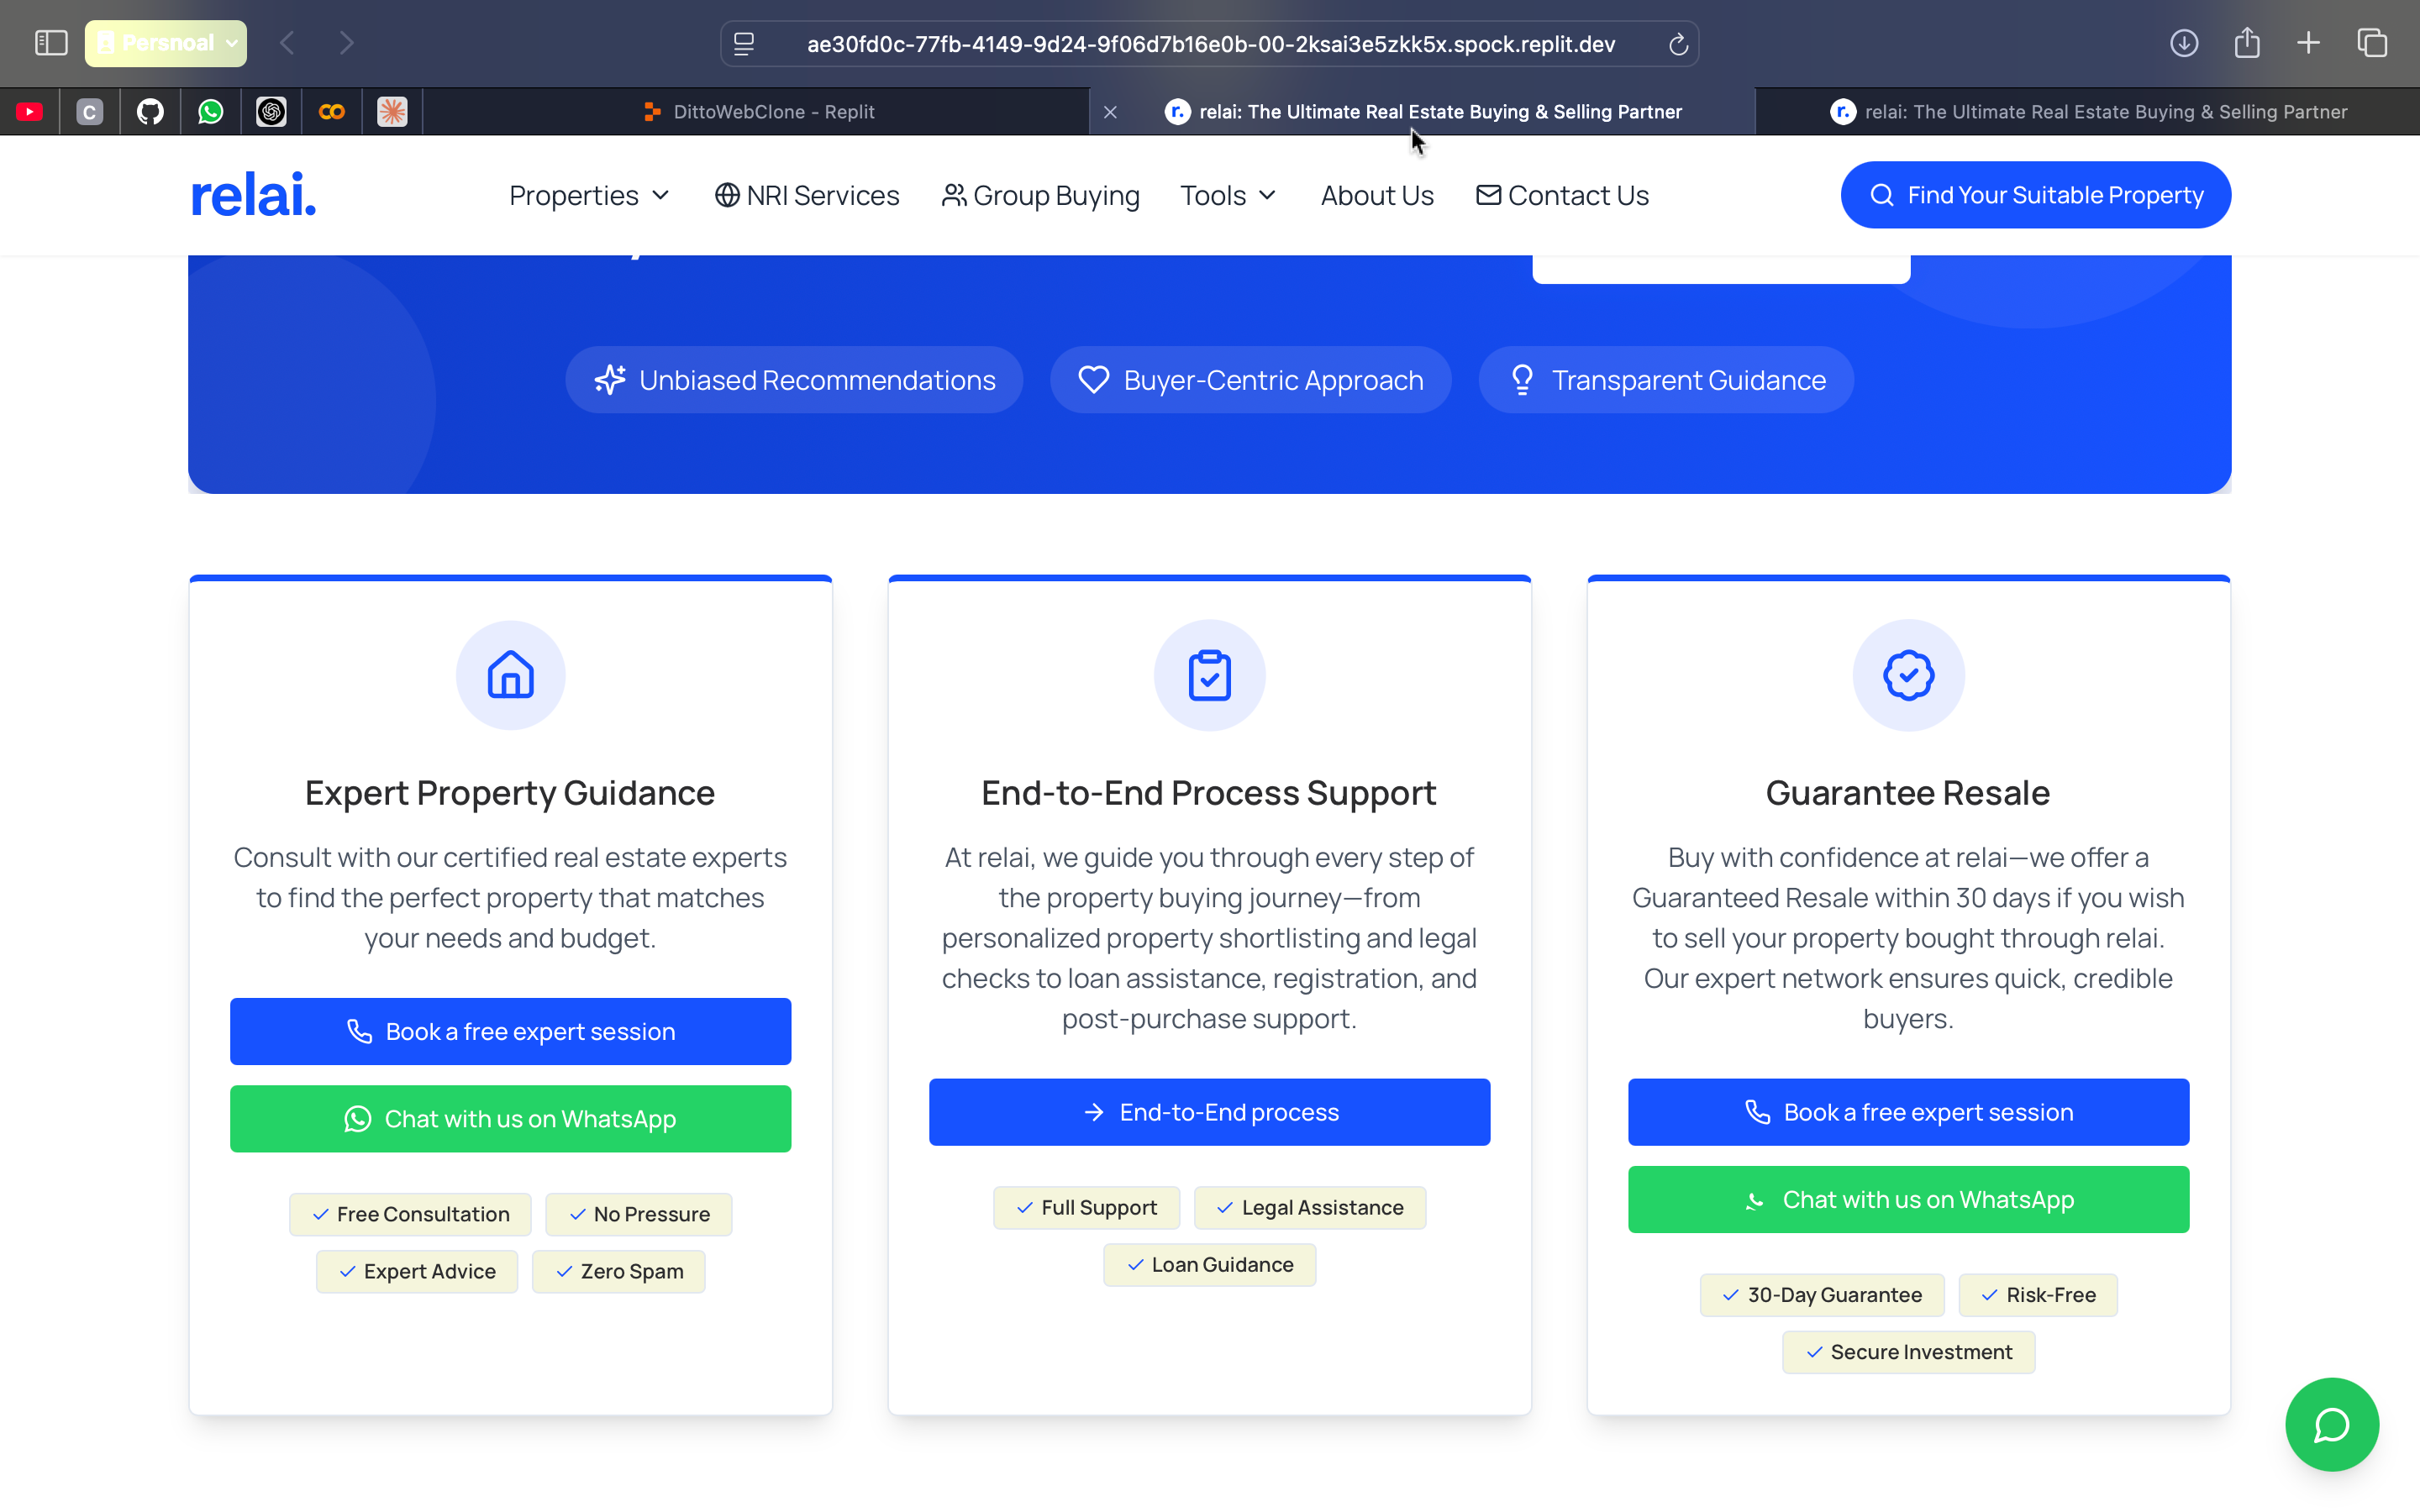 Persnoal
ae30fd0c-77fb-4149-9d24-9f06d7b16e0b-00-2ksai3e5zkk5x.spock.replit.dev
C
DittoWebClone - Replit
r.
relai: The Ultimate Real Estate Buying & Selling Partner
r.
relai: The Ultimate Real Estate Buying & Selling Partner
relai.
Properties
NRI Services
Group Buying
Tools
About Us
Contact Us
Find Your Suitable Property
Unbiased Recommendations
Buyer-Centric Approach
Transparent Guidance
Expert Property Guidance
Consult with our certified real estate experts
to find the perfect property that matches
your needs and budget.
Book a free expert session
Chat with us on WhatsApp
Free Consultation
No Pressure
Expert Advice
Zero Spam
End-to-End Process Support
At relai, we guide you through every step of
the property buying journey—from
personalized property shortlisting and legal
checks to loan assistance, registration, and
post-purchase support.
End-to-End process
Full Support
Legal Assistance
Loan Guidance
Guarantee Resale
Buy with confidence at relai—we offer a
Guaranteed Resale within 30 days if you wish
to sell your property bought through relai.
Our expert network ensures quick, credible
buyers.
Book a free expert session
Chat with us on WhatsApp
30-Day Guarantee
Risk-Free
Secure Investment